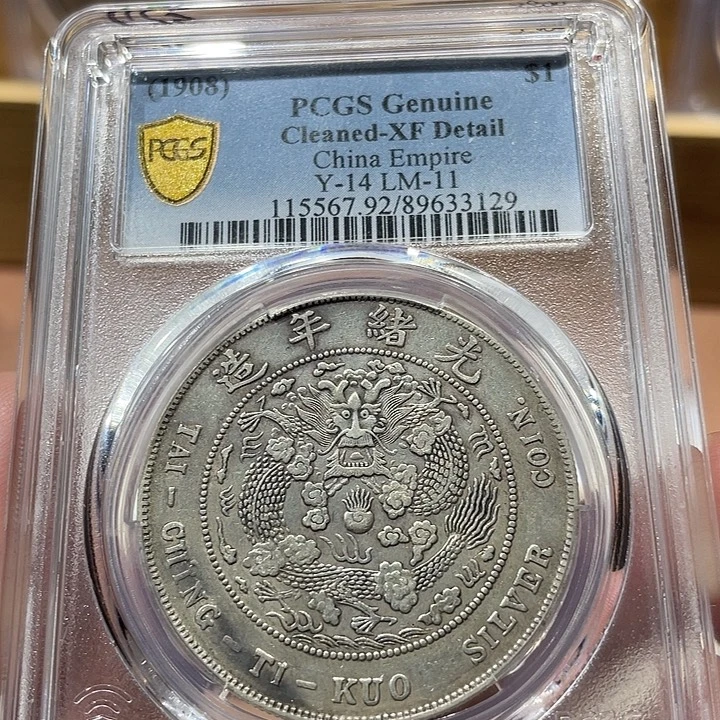 (1908) $1
PCGS Genuine
Cleaned-XF Detail
China Empire
Y-14 LM-11
115567.92/89633129
PCGS
造年緒光
TAI-CHING-TI-KUO SILVER COIN.